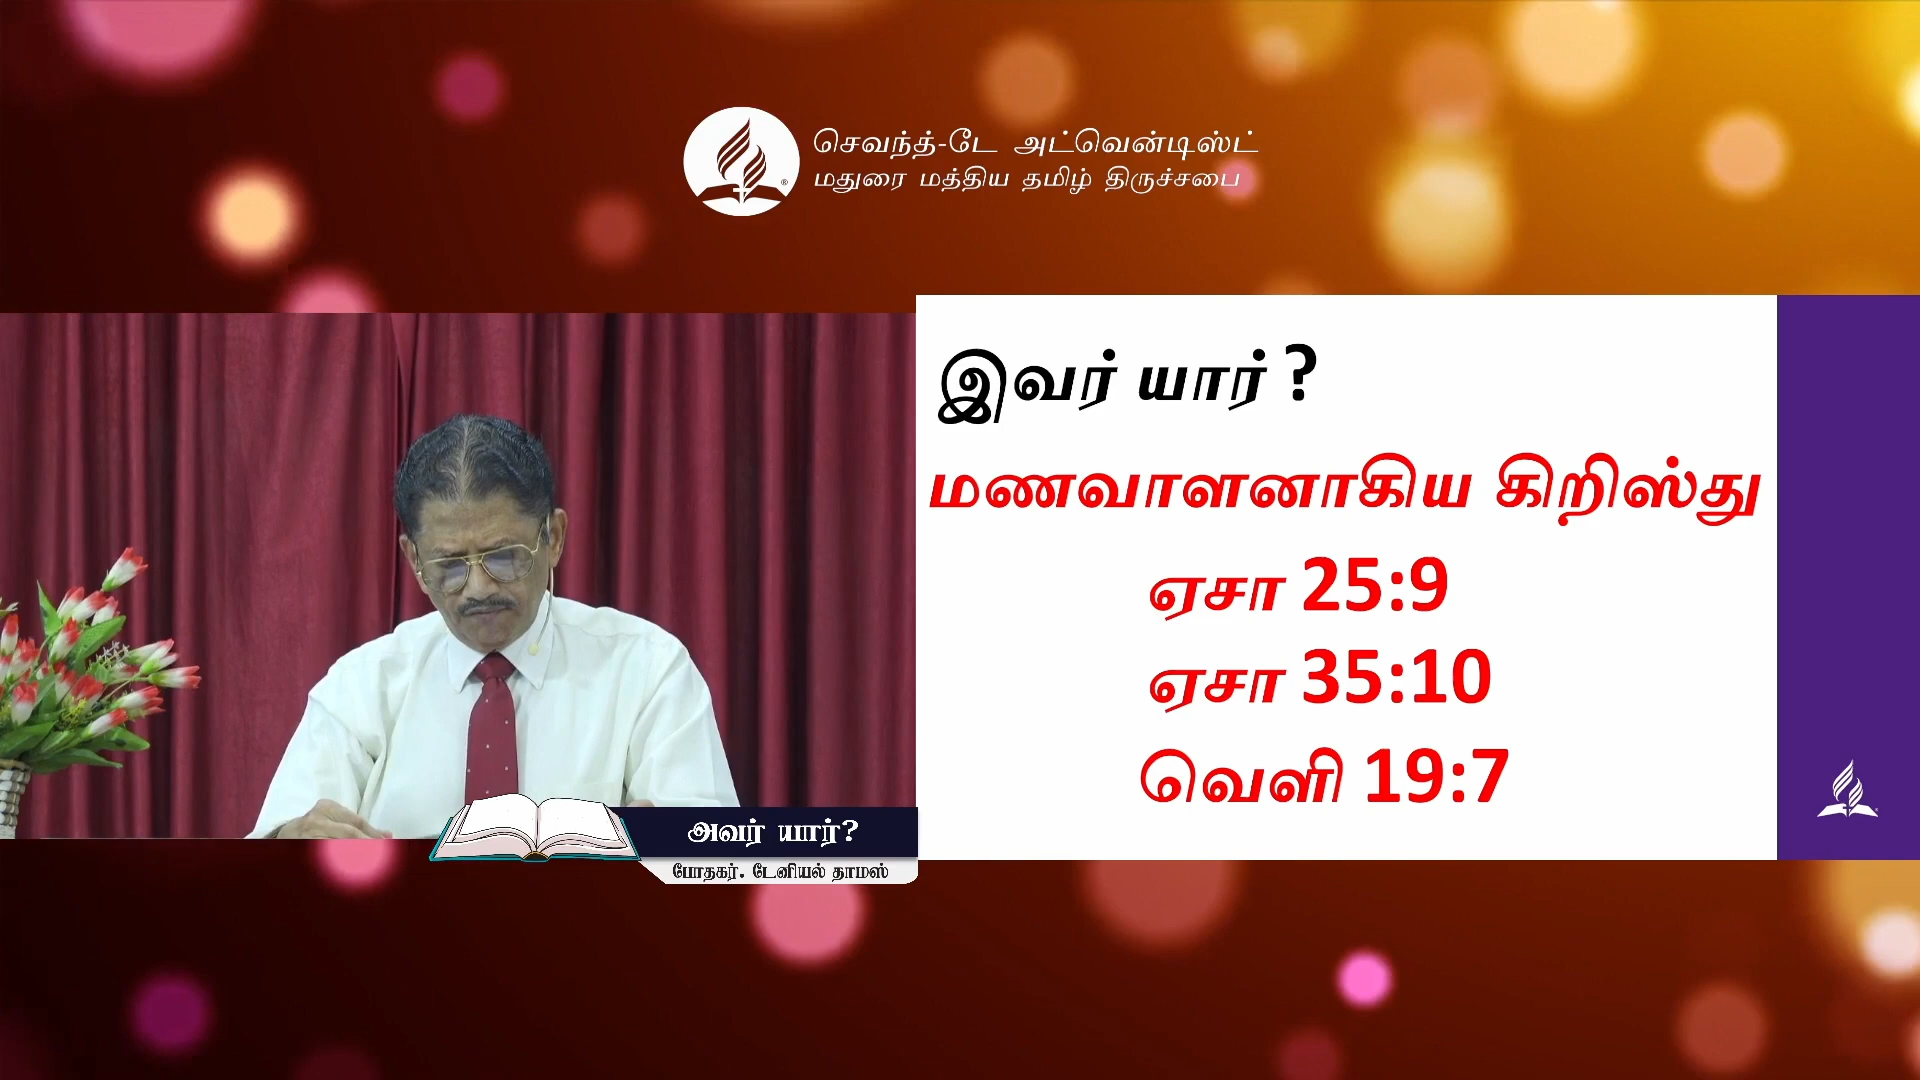 செவந்த்-டே அட்வென்டிஸ்ட்
மதுரை மத்திய தமிழ் திருச்சபை
இவர் யார் ?
மணவாளனாகிய கிறிஸ்து
ஏசா 25:9
ஏசா 35:10
வெளி 19:7
அவர் யார்?
போதகர். டேனியல் தாமஸ்